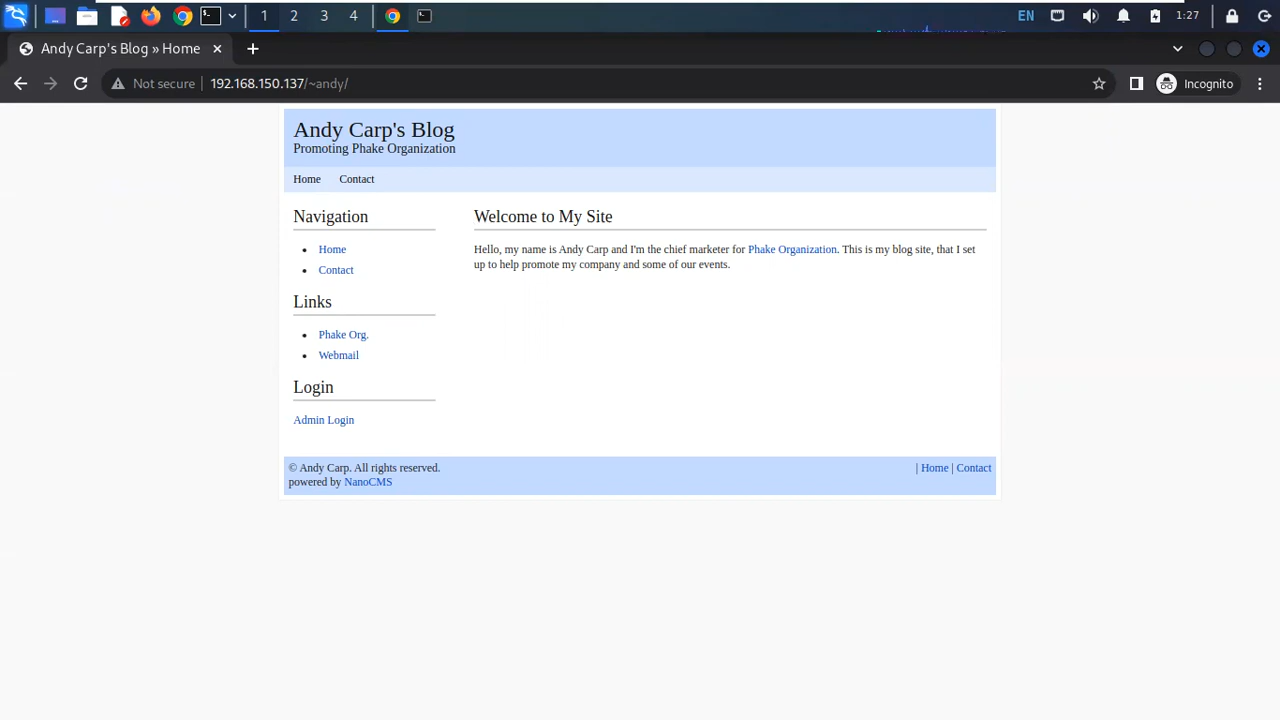 1 2 3 4 EN 1:27
Andy Carp's Blog » Home
Not secure 192.168.150.137/~andy/ Incognito
Andy Carp's Blog
Promoting Phake Organization
Home Contact
Navigation
Home
Contact
Links
Phake Org.
Webmail
Login
Admin Login
Welcome to My Site
Hello, my name is Andy Carp and I'm the chief marketer for Phake Organization. This is my blog site, that I set
up to help promote my company and some of our events.
© Andy Carp. All rights reserved.
powered by NanoCMS
| Home | Contact